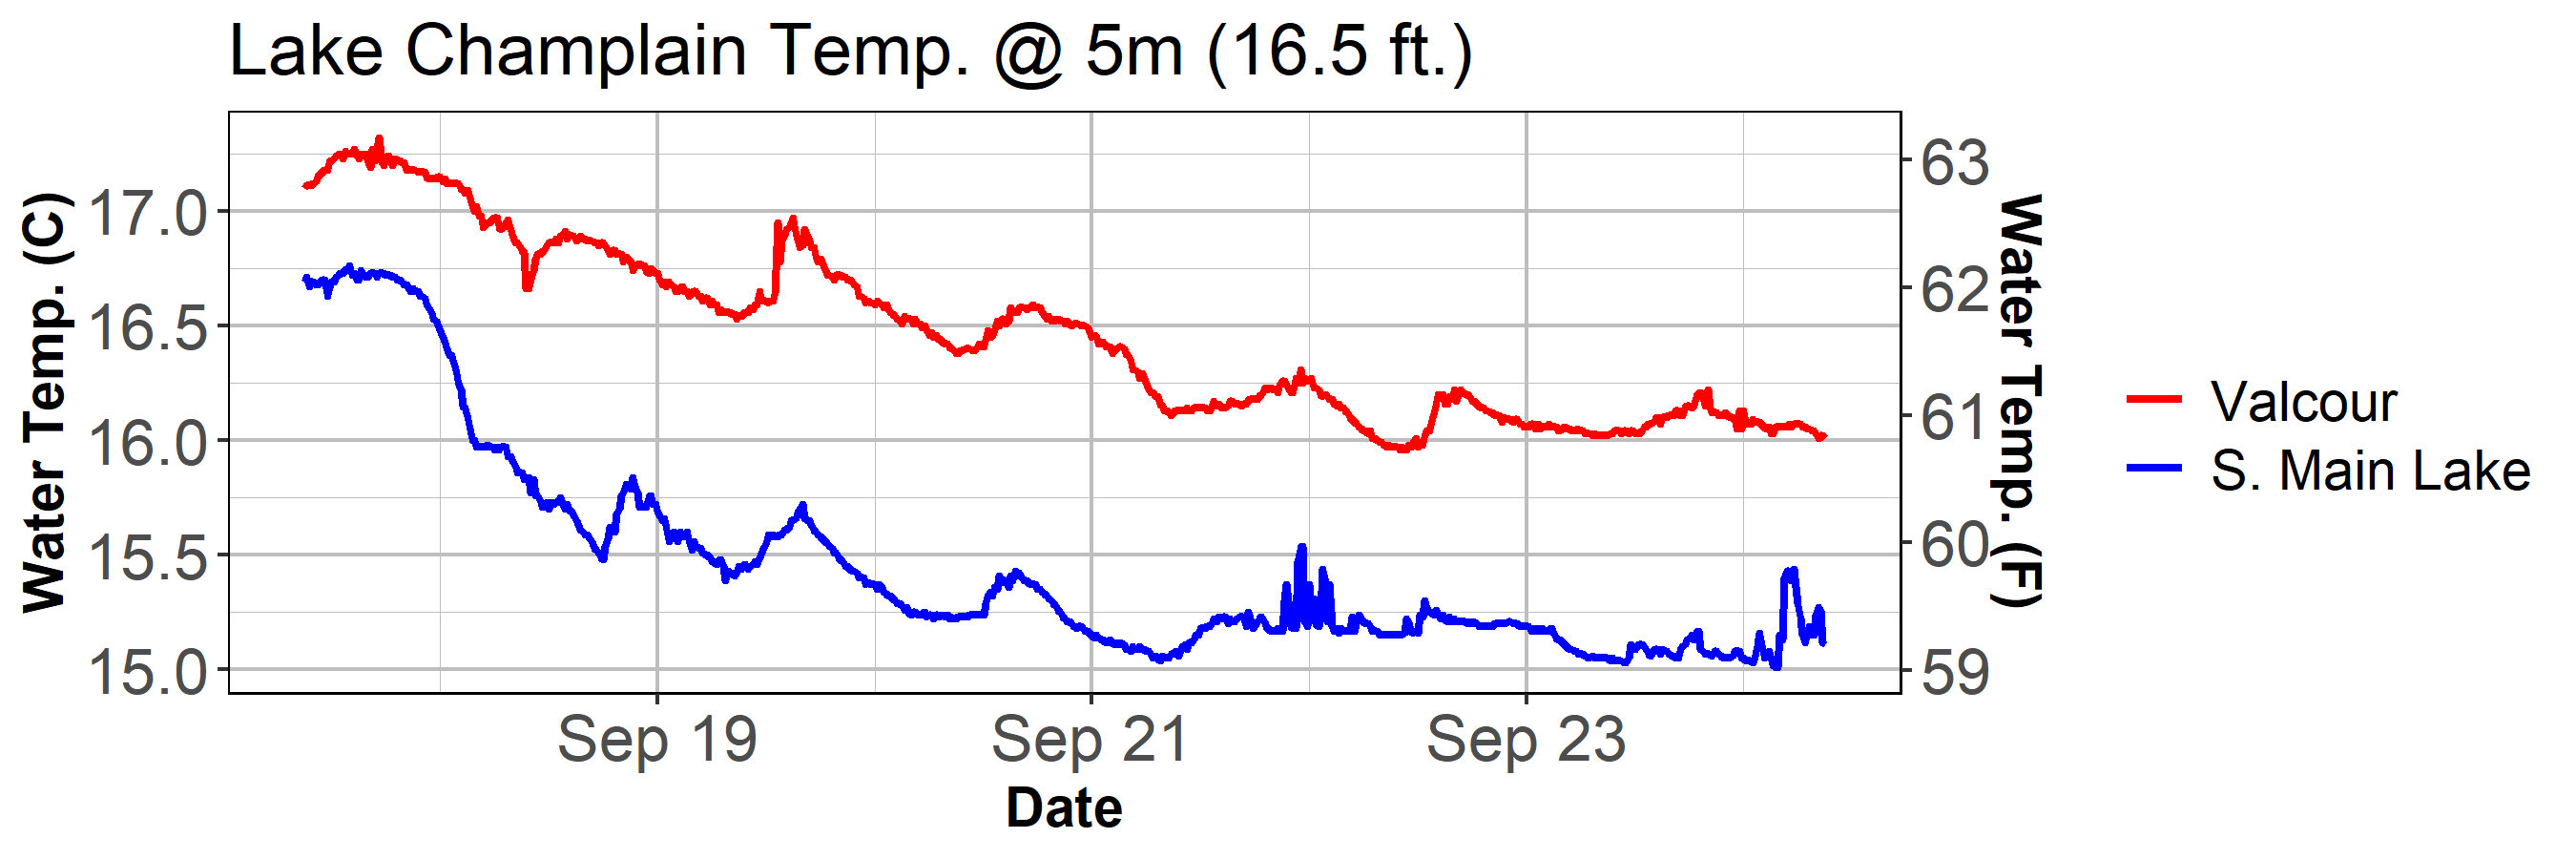 Lake Champlain Temp. @ 5m (16.5 ft.)
Water Temp. (C)
17.0
16.5
16.0
15.5
15.0
63
62
61
60
59
Water Temp. (F)
Sep 19
Sep 21
Sep 23
Date
Valcour
S. Main Lake